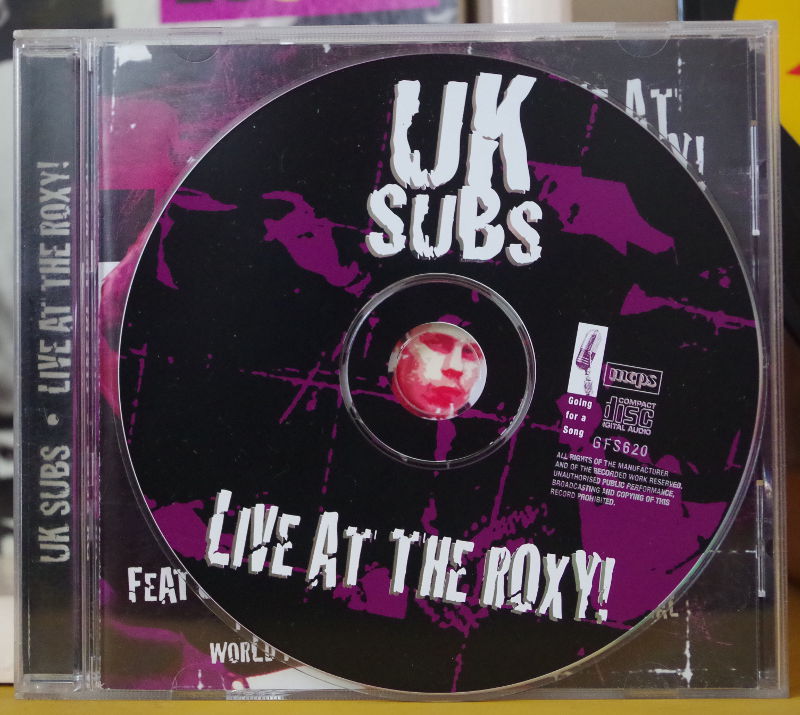 UK
SUBS
E AT
Y!
UK SUBS • LIVE AT THE ROXY!
mcps
Going
for a
Song
COMPACT
disc
DIGITAL AUDIO
GFS620
ALL RIGHTS OF THE MANUFACTURER
AND OF THE RECORDED WORK RESERVED.
UNAUTHORISED PUBLIC PERFORMANCE,
BROADCASTING AND COPYING OF THIS
RECORD PROHIBITED.
LIVE AT THE ROXY!
FEAT
WORLD